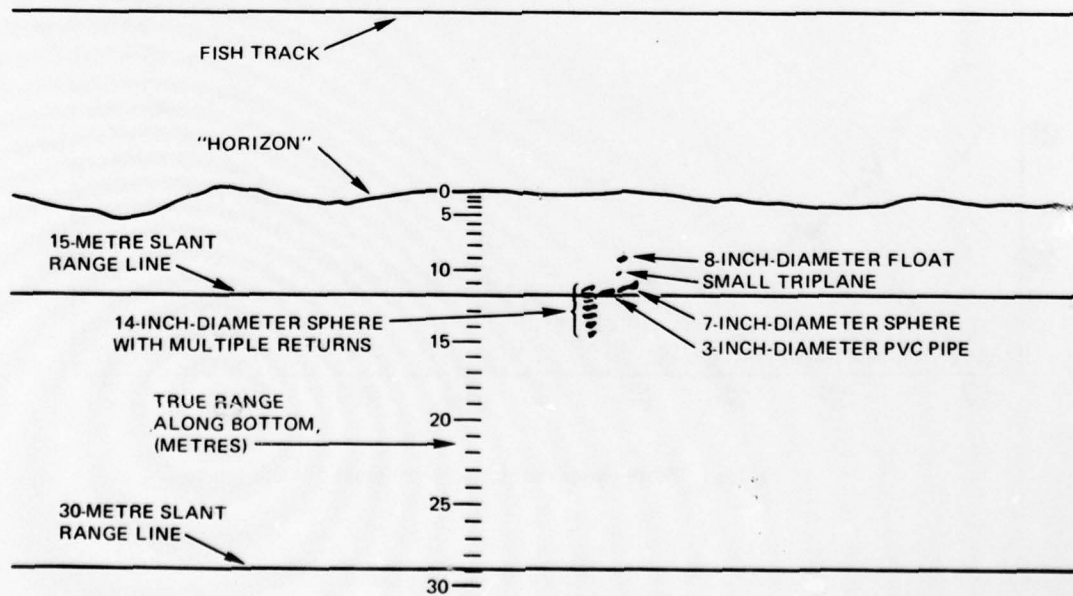 FISH TRACK
"HORIZON"
0
5
15-METRE SLANT
RANGE LINE
10
8-INCH-DIAMETER FLOAT
SMALL TRIPLANE
14-INCH-DIAMETER SPHERE
WITH MULTIPLE RETURNS
7-INCH-DIAMETER SPHERE
3-INCH-DIAMETER PVC PIPE
15
TRUE RANGE
ALONG BOTTOM,
(METRES)
20
25
30-METRE SLANT
RANGE LINE
30